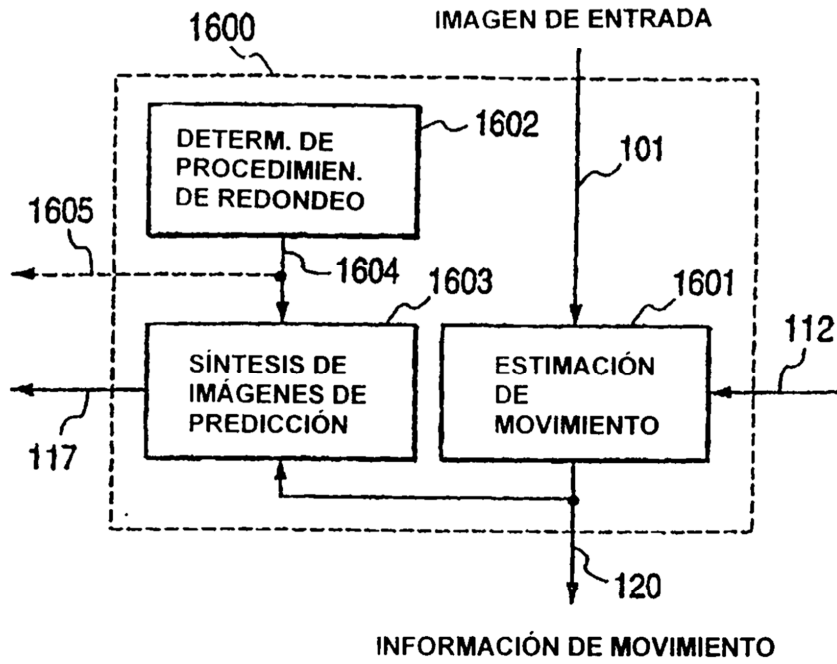 IMAGEN DE ENTRADA
1600
1602
DETERM. DE
PROCEDIMIEN.
DE REDONDEO
101
1605
1604
1603
1601
112
SÍNTESIS DE
IMÁGENES DE
PREDICCIÓN
ESTIMACIÓN
DE
MOVIMIENTO
117
120
INFORMACIÓN DE MOVIMIENTO